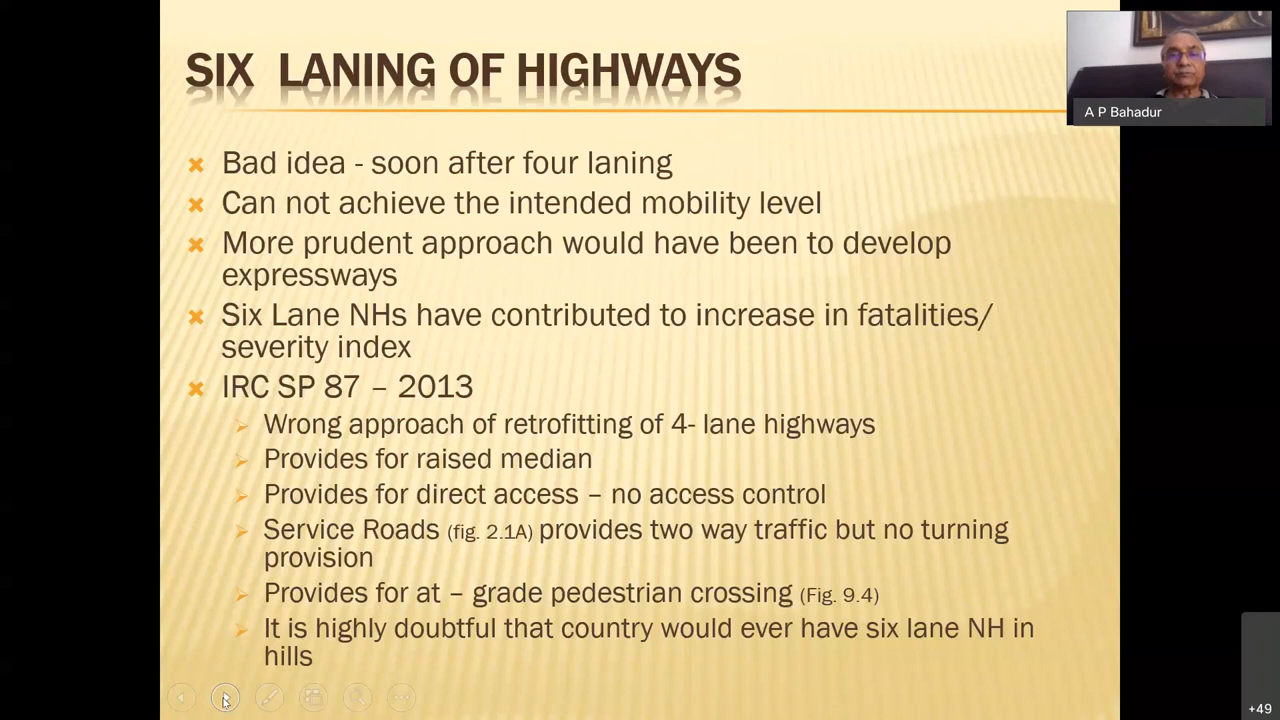 SIX LANING OF HIGHWAYS
A P Bahadur
Bad idea - soon after four laning
Can not achieve the intended mobility level
More prudent approach would have been to develop
expressways
Six Lane NHs have contributed to increase in fatalities/
severity index
IRC SP 87 – 2013
Wrong approach of retrofitting of 4- lane highways
Provides for raised median
Provides for direct access – no access control
Service Roads (fig. 2.1A) provides two way traffic but no turning
provision
Provides for at – grade pedestrian crossing (Fig. 9.4)
It is highly doubtful that country would ever have six lane NH in
hills
+49